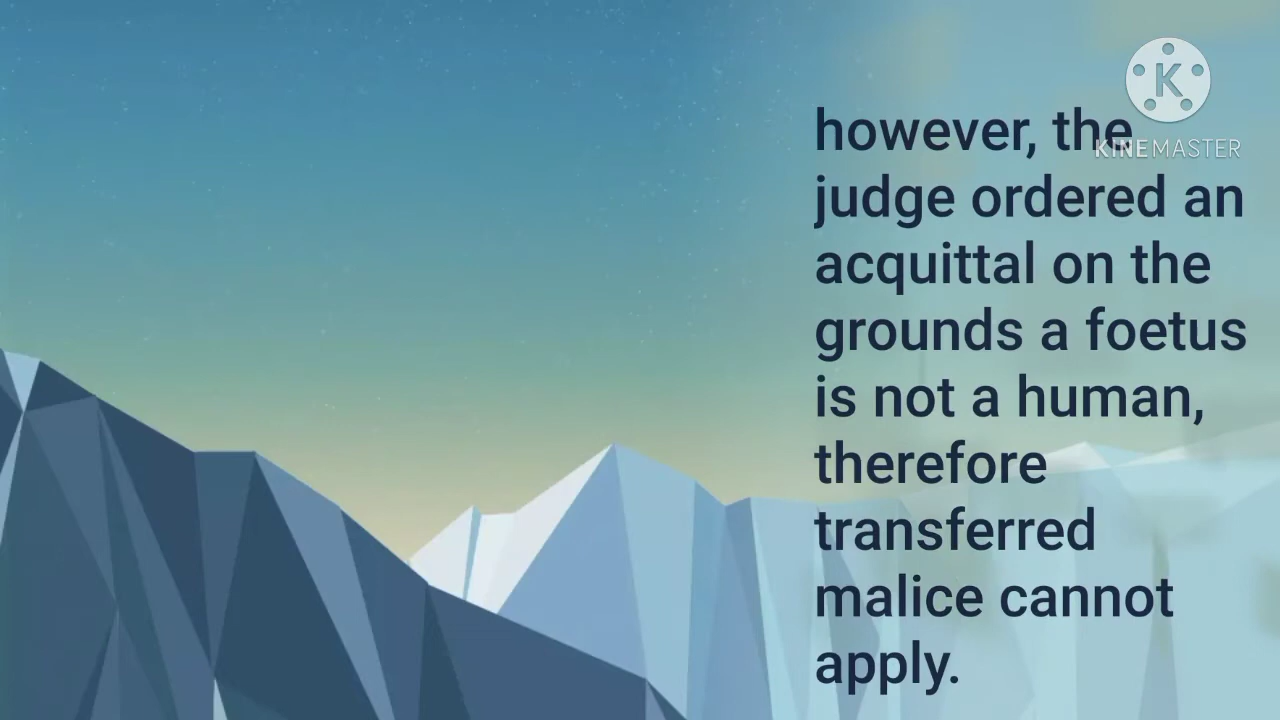 K
KINEMASTER
however, the
judge ordered an
acquittal on the
grounds a foetus
is not a human,
therefore
transferred
malice cannot
apply.